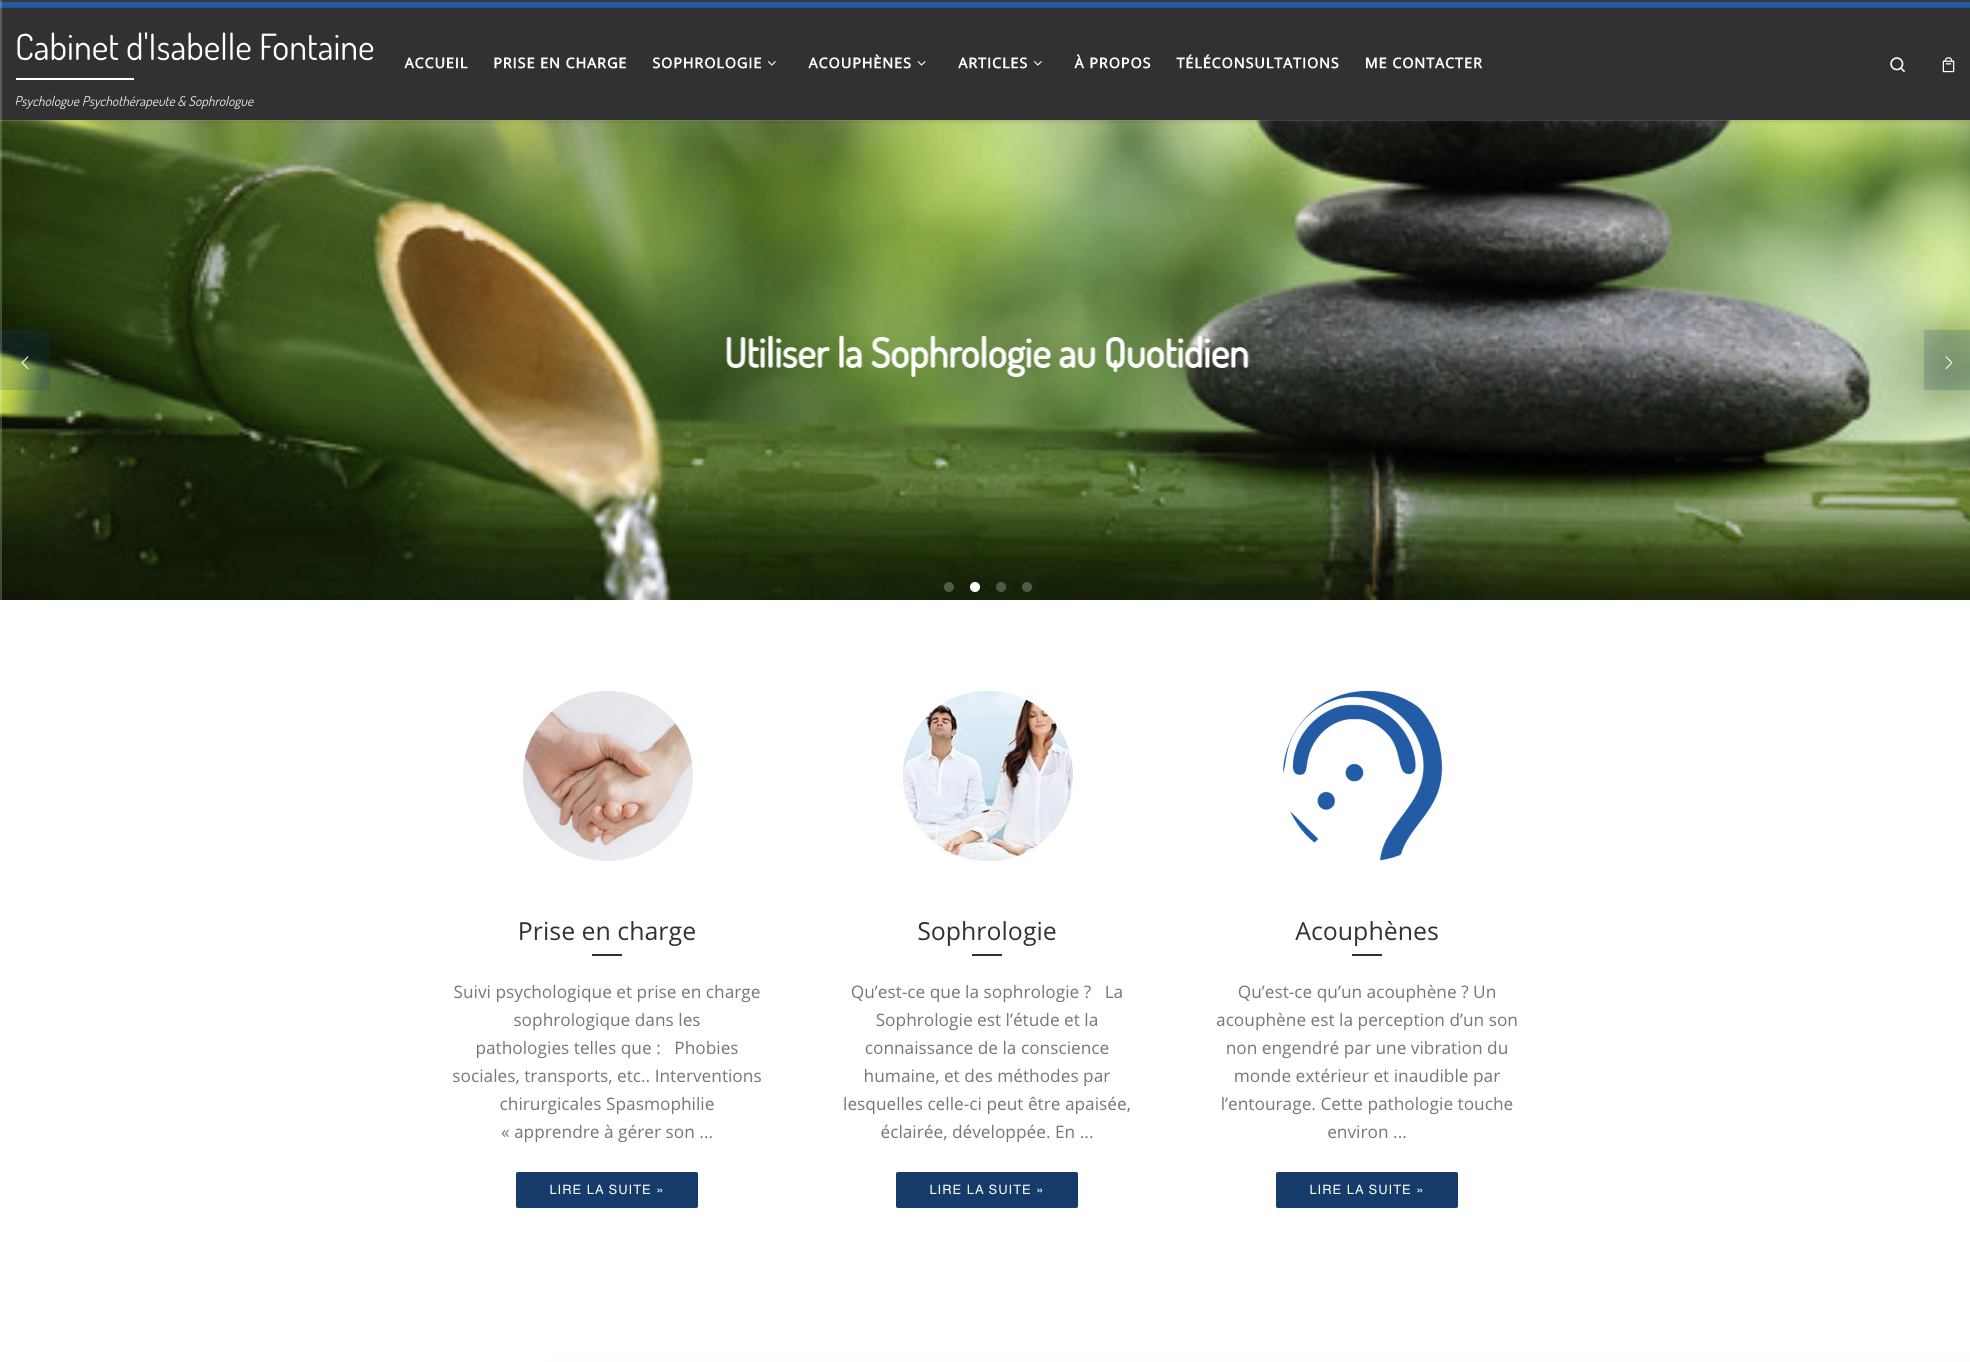 Cabinet d'Isabelle Fontaine
Psychologue Psychothérapeute & Sophrologue
ACCUEIL
PRISE EN CHARGE
SOPHROLOGIE
ACOUPHÈNES
ARTICLES
À PROPOS
TÉLÉCONSULTATIONS
ME CONTACTER
Utiliser la Sophrologie au Quotidien
Prise en charge
Suivi psychologique et prise en charge
sophrologique dans les
pathologies telles que :   Phobies
sociales, transports, etc.. Interventions
chirurgicales Spasmophilie
« apprendre à gérer son ...
LIRE LA SUITE »
Sophrologie
Qu’est-ce que la sophrologie ?   La
Sophrologie est l’étude et la
connaissance de la conscience
humaine, et des méthodes par
lesquelles celle-ci peut être apaisée,
éclairée, développée. En ...
LIRE LA SUITE »
Acouphènes
Qu’est-ce qu’un acouphène ? Un
acouphène est la perception d’un son
non engendré par une vibration du
monde extérieur et inaudible par
l’entourage. Cette pathologie touche
environ ...
LIRE LA SUITE »